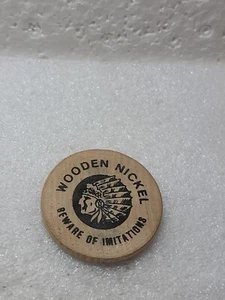 WOODEN NICKEL
BEWARE OF IMITATIONS